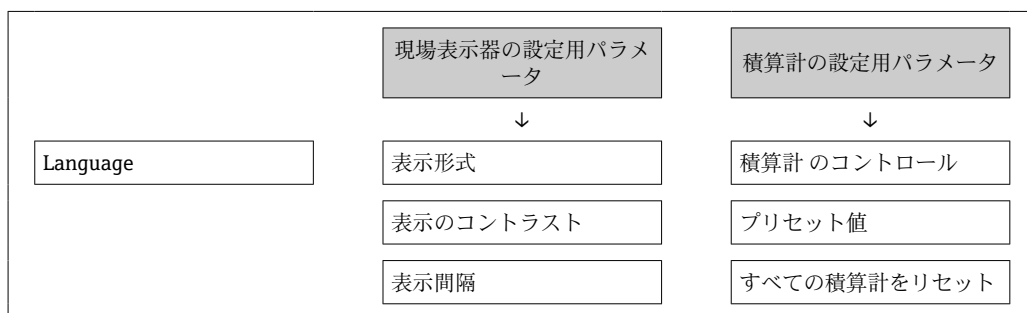 現場表示器の設定用パラメ
ータ
積算計の設定用パラメータ
↓
↓
Language
表示形式
積算計 のコントロール
表示のコントラスト
プリセット値
表示間隔
すべての積算計をリセット